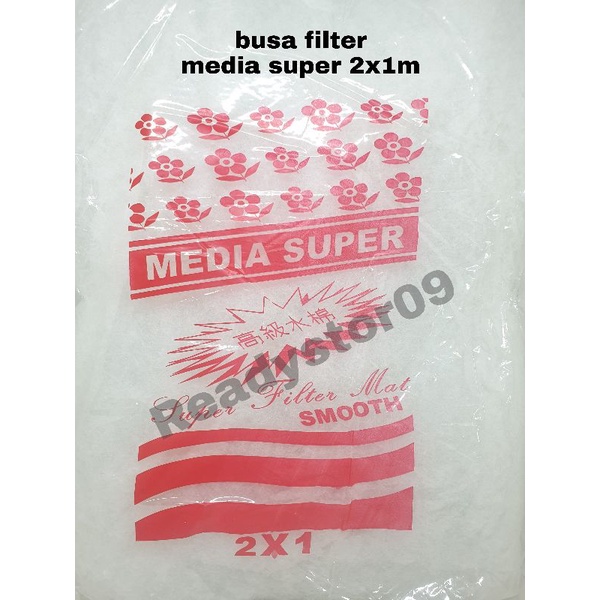 busa filter
media super 2x1m
MEDIA SUPER
高級水棉
Readystor09
Super Filter Mat
SMOOTH
2X1